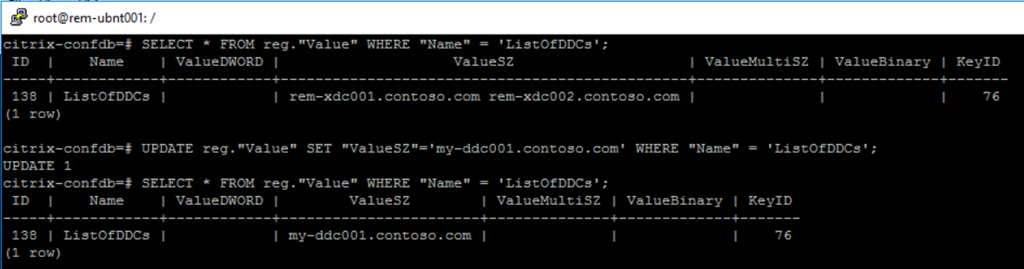 root@rem-ubnt001: /
citrix-confdb=# SELECT * FROM reg."Value" WHERE "Name" = 'ListOfDDCs';
 ID  |    Name    | ValueDWORD |                     ValueSZ                     | ValueMultiSZ | ValueBinary | KeyID
-----+------------+------------+-------------------------------------------------+--------------+-------------+-------
 138 | ListOfDDCs |            | rem-xdc001.contoso.com rem-xdc002.contoso.com |              |             |    76
(1 row)
citrix-confdb=# UPDATE reg."Value" SET "ValueSZ"='my-ddc001.contoso.com' WHERE "Name" = 'ListOfDDCs';
UPDATE 1
citrix-confdb=# SELECT * FROM reg."Value" WHERE "Name" = 'ListOfDDCs';
 ID  |    Name    | ValueDWORD |        ValueSZ        | ValueMultiSZ | ValueBinary | KeyID
-----+------------+------------+-----------------------+--------------+-------------+-------
 138 | ListOfDDCs |            | my-ddc001.contoso.com |              |             |    76
(1 row)